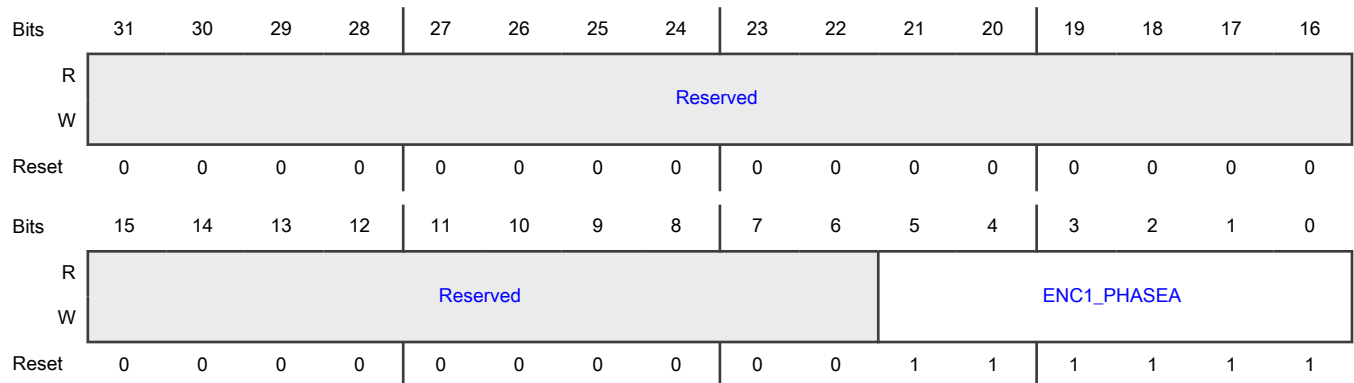 Bits 31 30 29 28 27 26 25 24 23 22 21 20 19 18 17 16
R
Reserved
W
Reset 0 0 0 0 0 0 0 0 0 0 0 0 0 0 0 0
Bits 15 14 13 12 11 10 9 8 7 6 5 4 3 2 1 0
R
Reserved ENC1_PHASEA
W
Reset 0 0 0 0 0 0 0 0 0 0 1 1 1 1 1 1